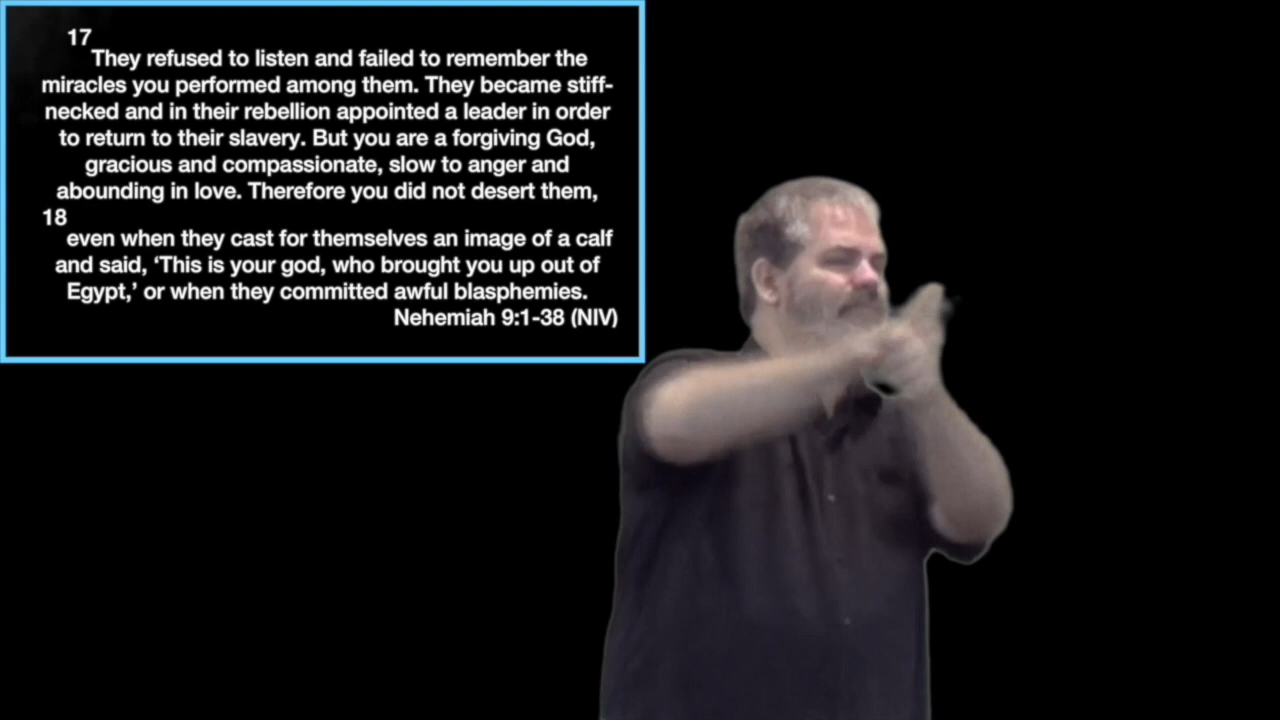 17
They refused to listen and failed to remember the
miracles you performed among them. They became stiff-
necked and in their rebellion appointed a leader in order
to return to their slavery. But you are a forgiving God,
gracious and compassionate, slow to anger and
abounding in love. Therefore you did not desert them,
18
even when they cast for themselves an image of a calf
and said, ‘This is your god, who brought you up out of
Egypt,’ or when they committed awful blasphemies.
Nehemiah 9:1-38 (NIV)